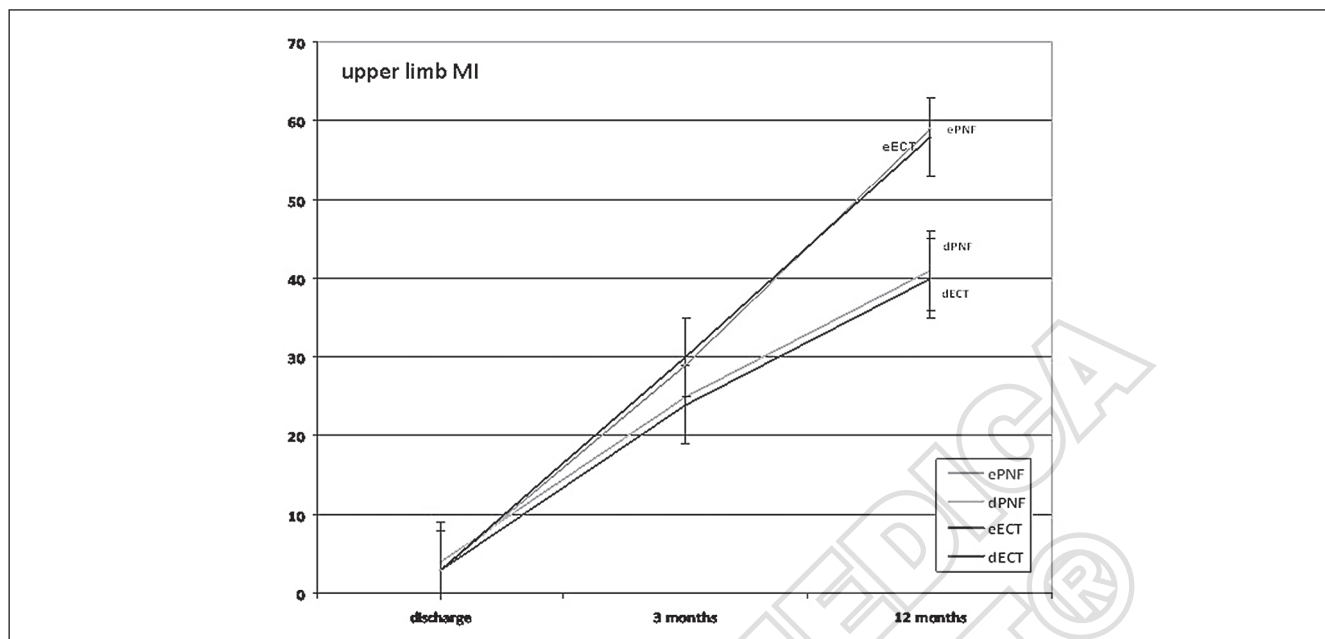 70
upper limb MI
60
ePNF
eECT
50
dPNF
40
dECT
30
20
ePNF
dPNF
10
eECT
dECT
0
discharge
3 months
12 months
EDICA
T®